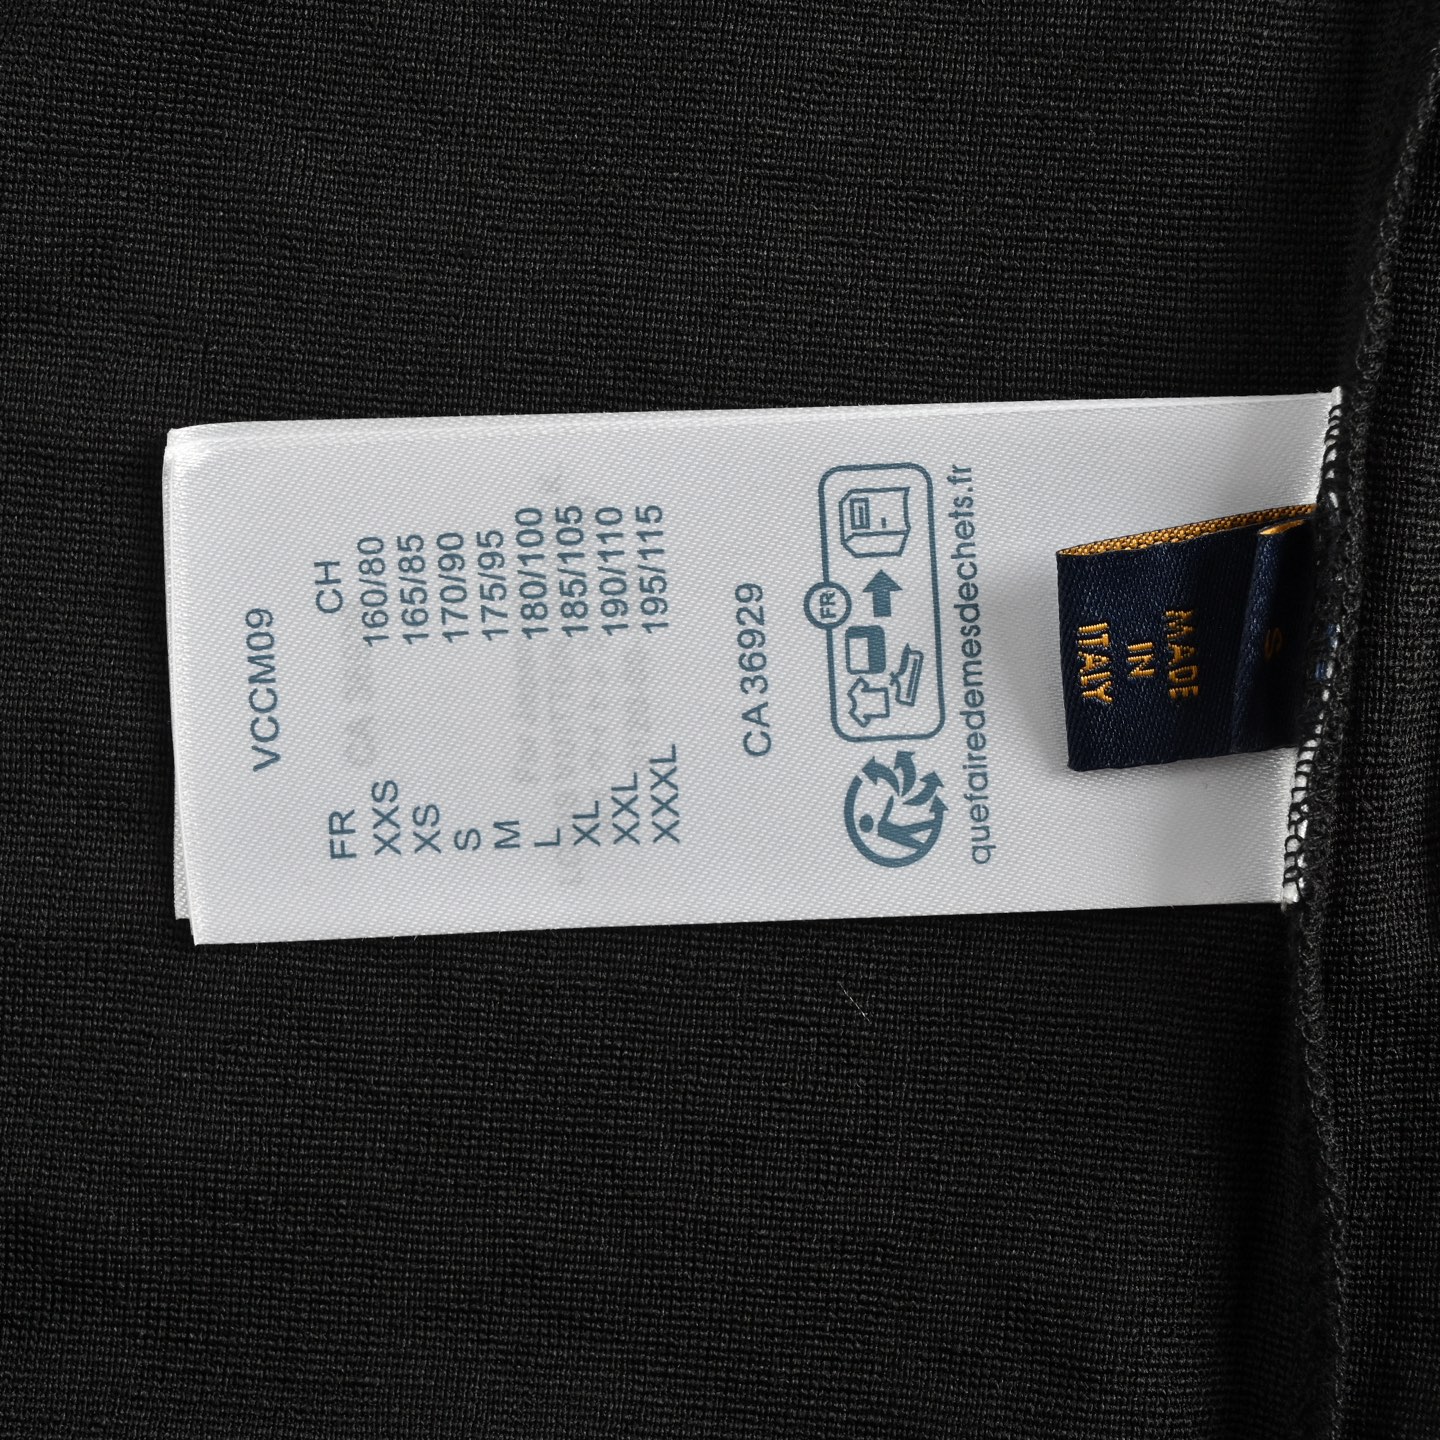 VCCM09
FR CH
XXS 160/80
XS 165/85
S 170/90
M 175/95
L 180/100
XL 185/105
XXL 190/110
XXXL 195/115
CA 36929
FR
quefairedemesdechets.fr
S
MADE
IN
ITALY